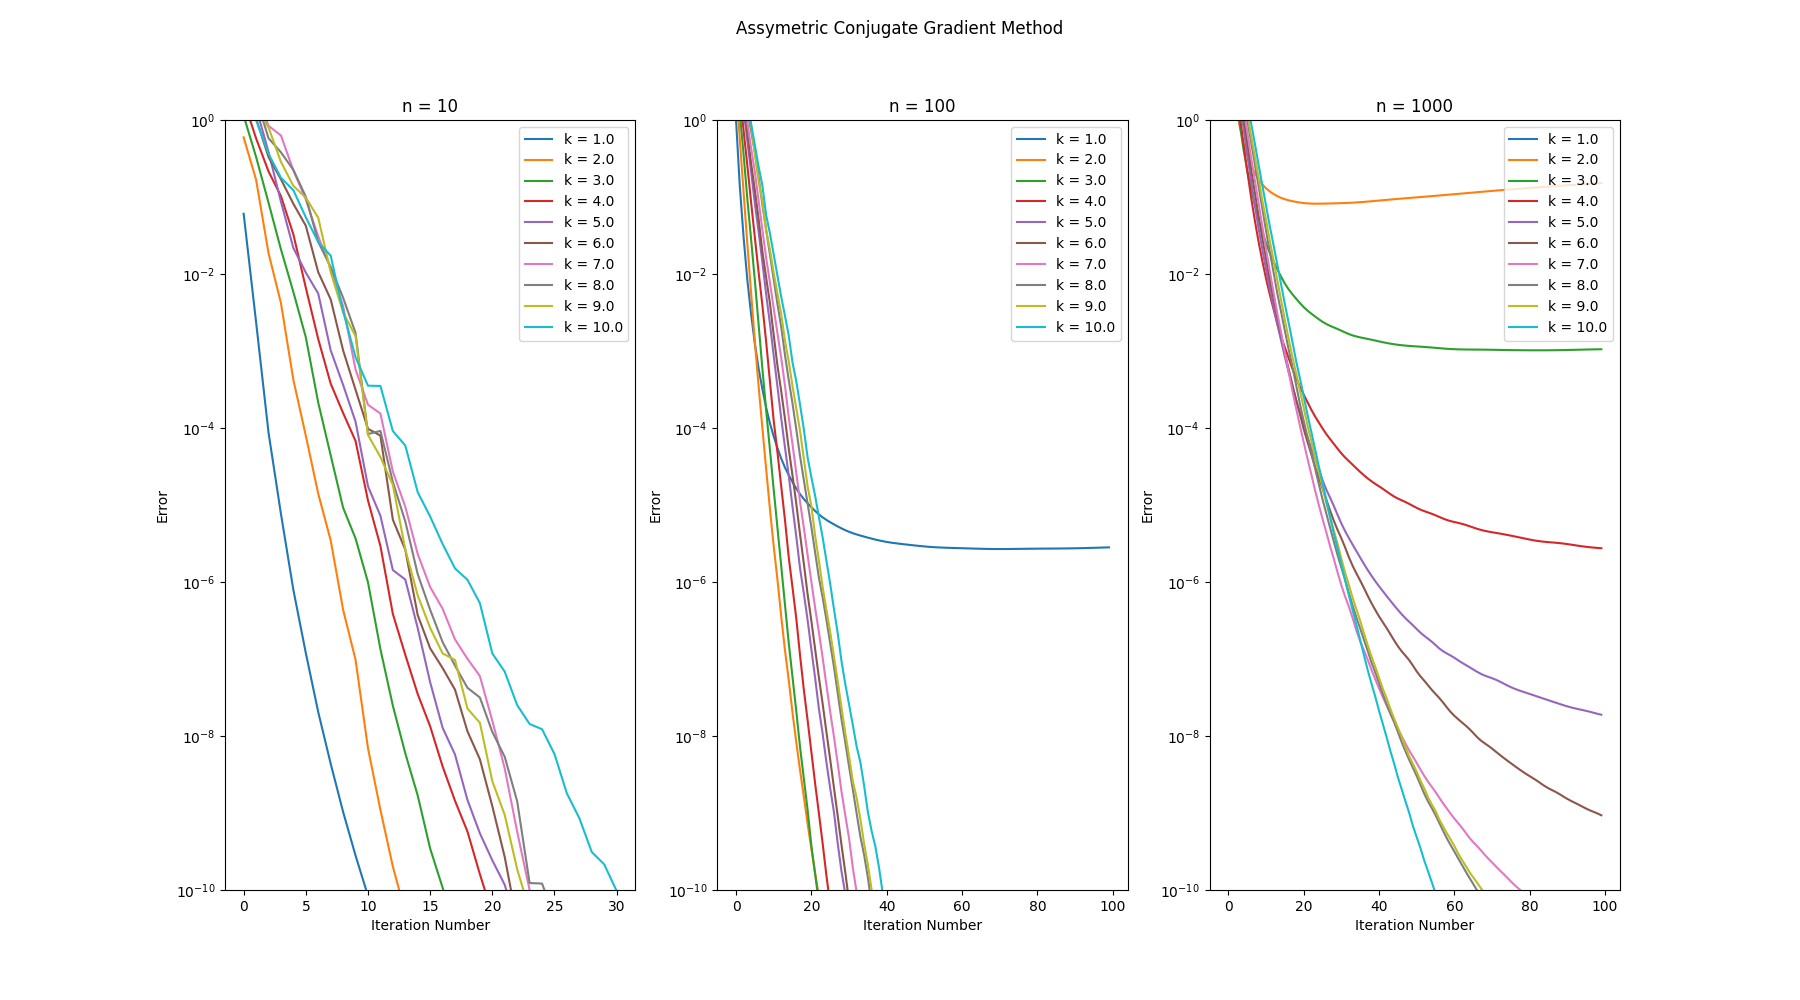 Assymetric Conjugate Gradient Method
n = 10
10⁰
10⁻²
10⁻⁴
10⁻⁶
10⁻⁸
10⁻¹⁰
Error
k = 1.0
k = 2.0
k = 3.0
k = 4.0
k = 5.0
k = 6.0
k = 7.0
k = 8.0
k = 9.0
k = 10.0
0 5 10 15 20 25 30
Iteration Number
n = 100
10⁰
10⁻²
10⁻⁴
10⁻⁶
10⁻⁸
10⁻¹⁰
Error
k = 1.0
k = 2.0
k = 3.0
k = 4.0
k = 5.0
k = 6.0
k = 7.0
k = 8.0
k = 9.0
k = 10.0
0 20 40 60 80 100
Iteration Number
n = 1000
10⁰
10⁻²
10⁻⁴
10⁻⁶
10⁻⁸
10⁻¹⁰
Error
k = 1.0
k = 2.0
k = 3.0
k = 4.0
k = 5.0
k = 6.0
k = 7.0
k = 8.0
k = 9.0
k = 10.0
0 20 40 60 80 100
Iteration Number